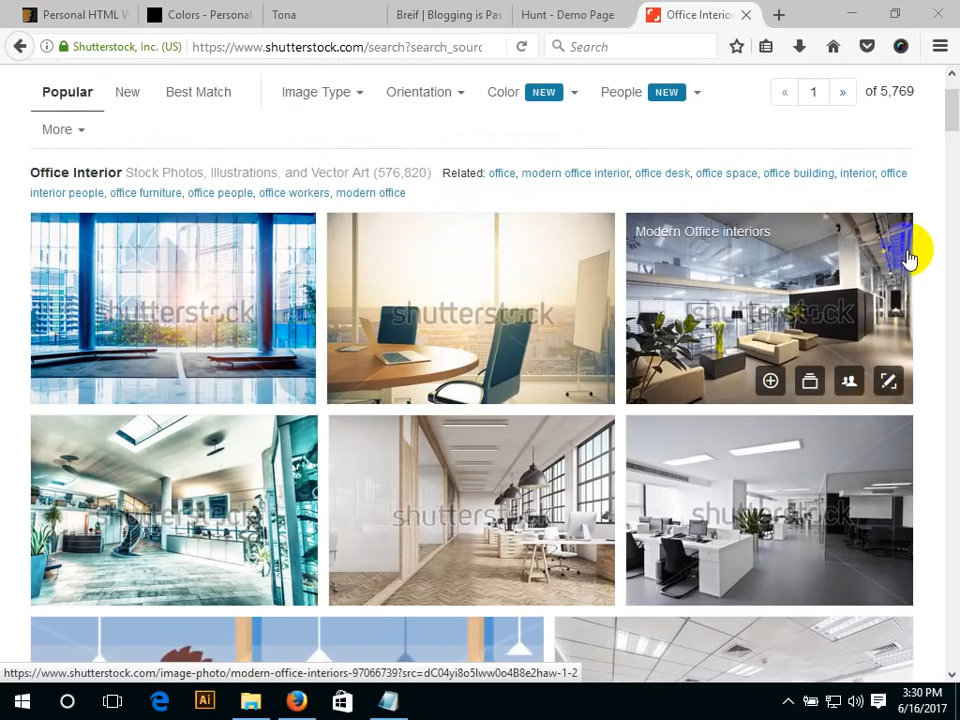 Personal HTML W
Colors - Personal
Tona
Breif | Blogging is Pas
Hunt - Demo Page
Office Interio
Shutterstock, Inc. (US)
https://www.shutterstock.com/search?search_sourc
Search
Popular
New
Best Match
Image Type
Orientation
Color NEW
People NEW
« 1 » of 5,769
More
Office Interior Stock Photos, Illustrations, and Vector Art (576,820) Related: office, modern office interior, office desk, office space, office building, interior, office
interior people, office furniture, office people, office workers, modern office
Modern Office interiors
shutterstock
shutterstock
shutterstock
shutterstock
shutterstock
shutterstock
https://www.shutterstock.com/image-photo/modern-office-interiors-97066739?src=dC04yi8o5Iww0o4B8e2haw-1-2
Ai
3:30 PM
6/16/2017